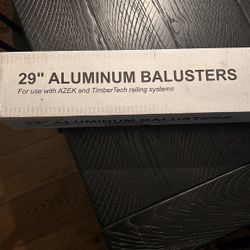 29" ALUMINUM BALUSTERS
For use with AZEK and TimberTech railing systems
29" ALUMINUM BALUSTERS